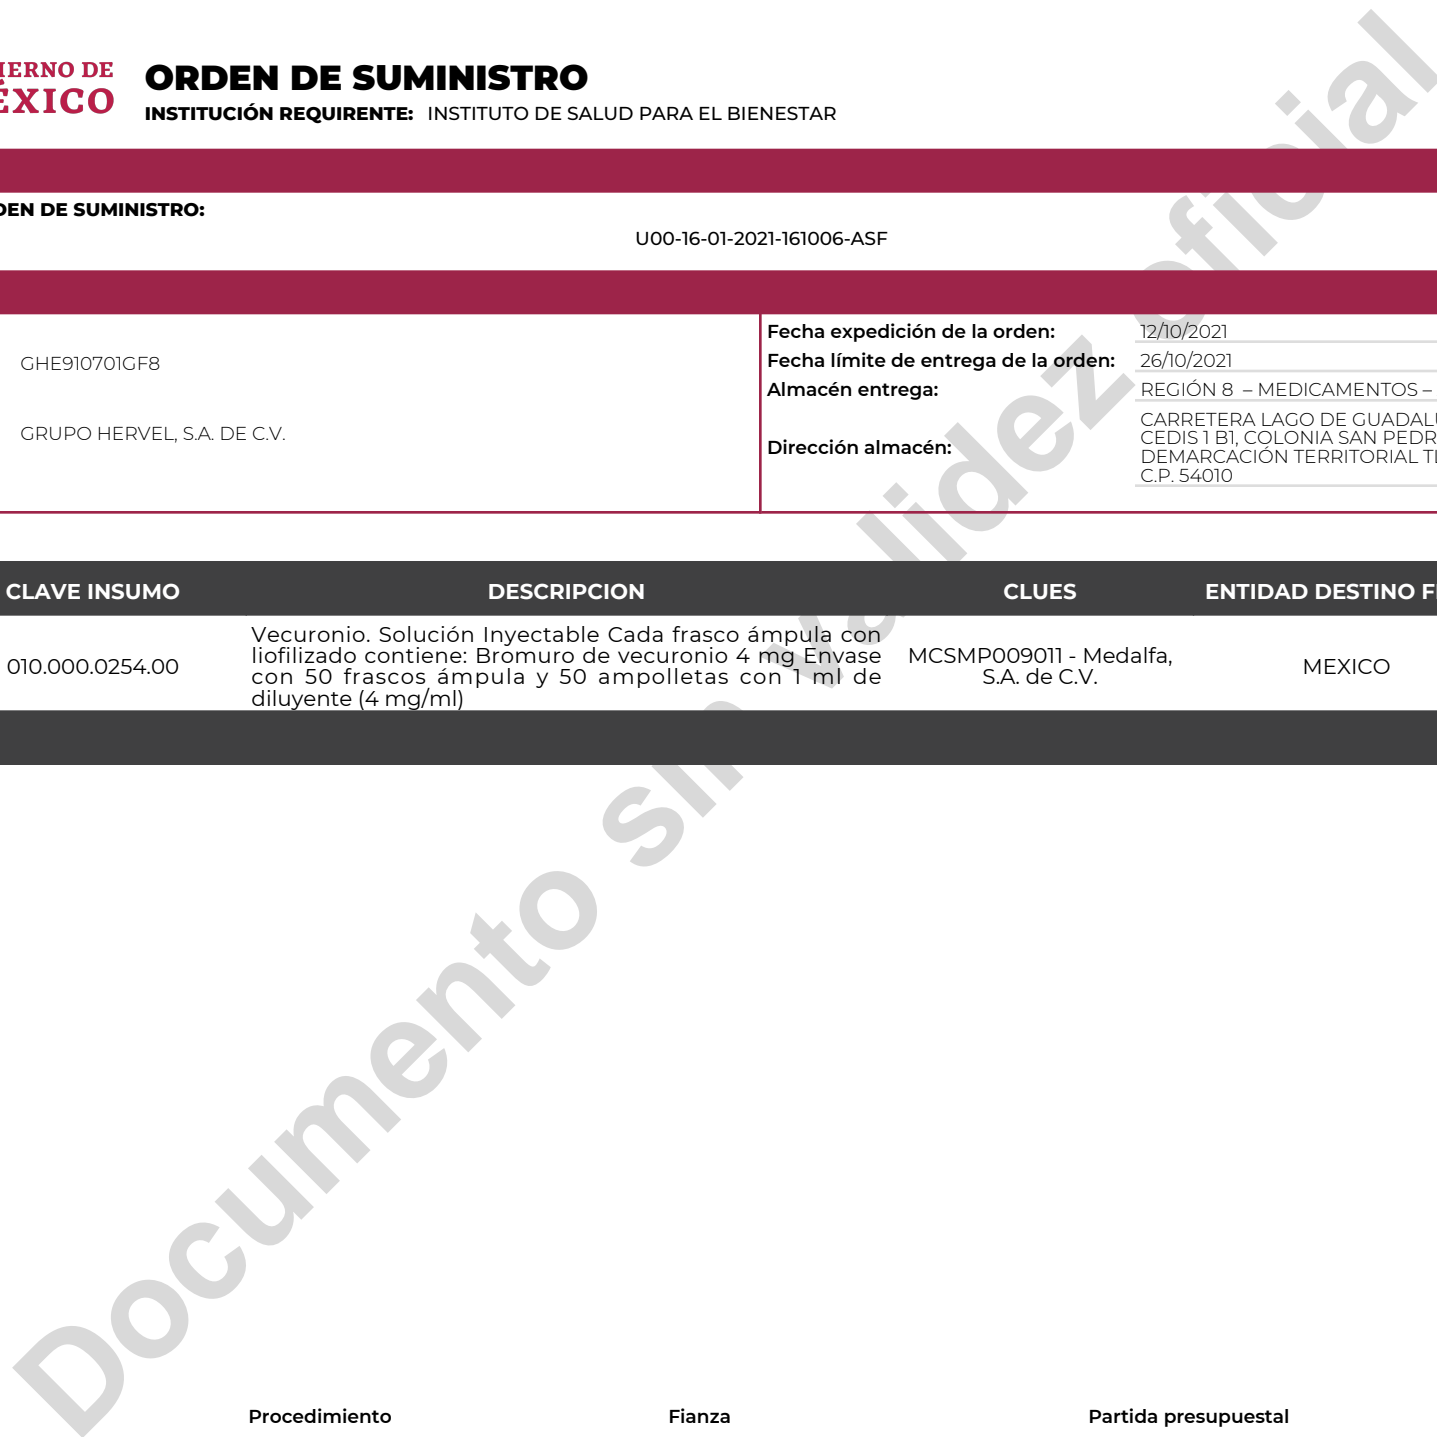 IERNO DE
ÉXICO
ORDEN DE SUMINISTRO
INSTITUCIÓN REQUIRENTE: INSTITUTO DE SALUD PARA EL BIENESTAR
DEN DE SUMINISTRO:
U00-16-01-2021-161006-ASF
GHE910701GF8
GRUPO HERVEL, S.A. DE C.V.
Fecha expedición de la orden: 12/10/2021
Fecha límite de entrega de la orden: 26/10/2021
Almacén entrega: REGIÓN 8 – MEDICAMENTOS –
Dirección almacén:
CARRETERA LAGO DE GUADALU
CEDIS 1 B1, COLONIA SAN PEDR
DEMARCACIÓN TERRITORIAL TL
C.P. 54010
CLAVE INSUMO DESCRIPCION CLUES ENTIDAD DESTINO FI
010.000.0254.00
Vecuronio. Solución Inyectable Cada frasco ámpula con
liofilizado contiene: Bromuro de vecuronio 4 mg Envase
con 50 frascos ámpula y 50 ampolletas con 1 ml de
diluyente (4 mg/ml)
MCSMP009011 - Medalfa,
S.A. de C.V.
MEXICO
Documento sin validez oficial
Procedimiento Fianza Partida presupuestal